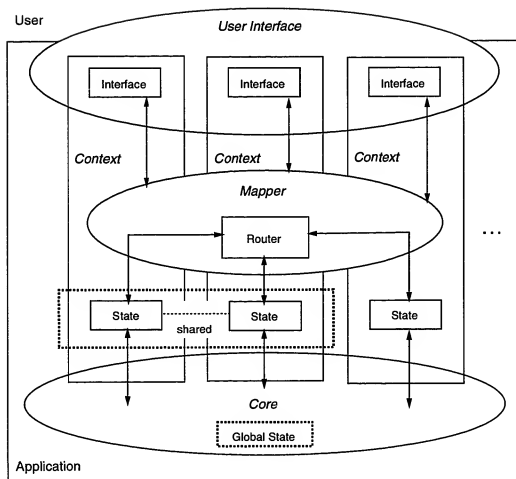 User
User Interface
Interface
Interface
Interface
Context
Context
Context
Mapper
Router
...
State
shared
State
State
Core
Global State
Application